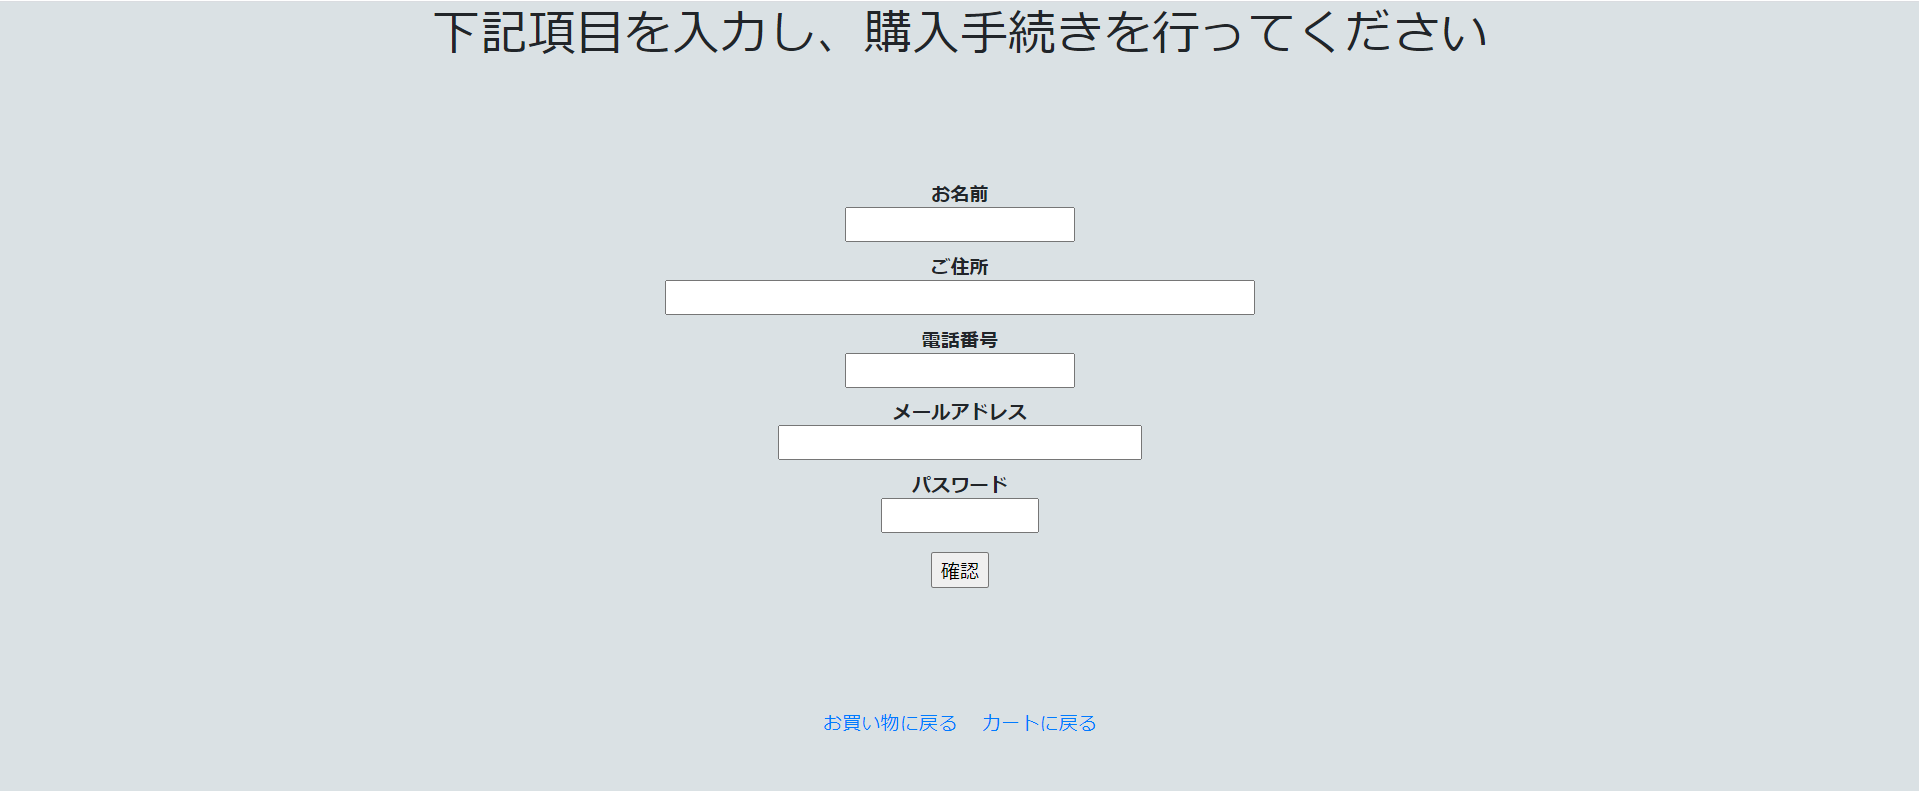 下記項目を入力し、購入手続きを行ってください
お名前
ご住所
電話番号
メールアドレス
パスワード
確認
お買い物に戻る　カートに戻る